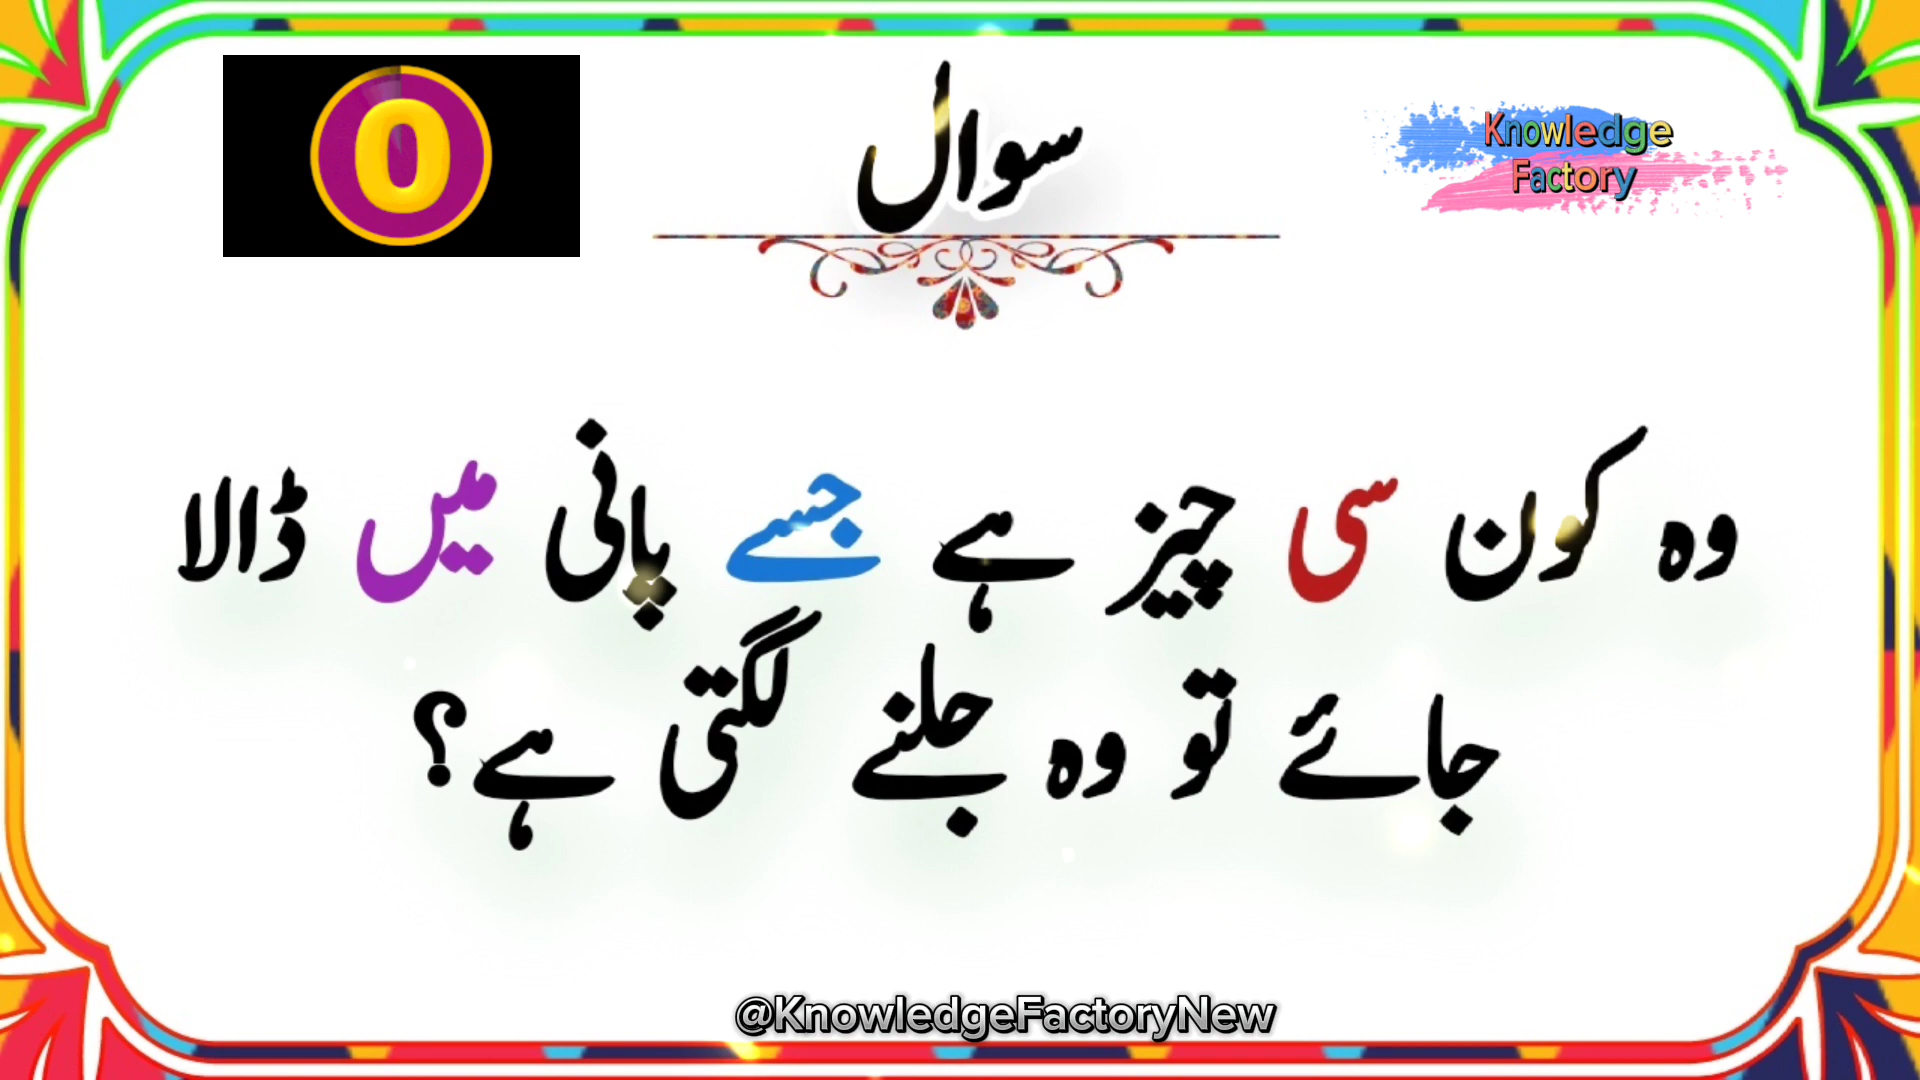 0
سوال
Knowledge
Factory
وہ کون سی چیز ہے جسے پانی میں ڈالا
جائے تو وہ جلنے لگتی ہے؟
@KnowledgeFactoryNew